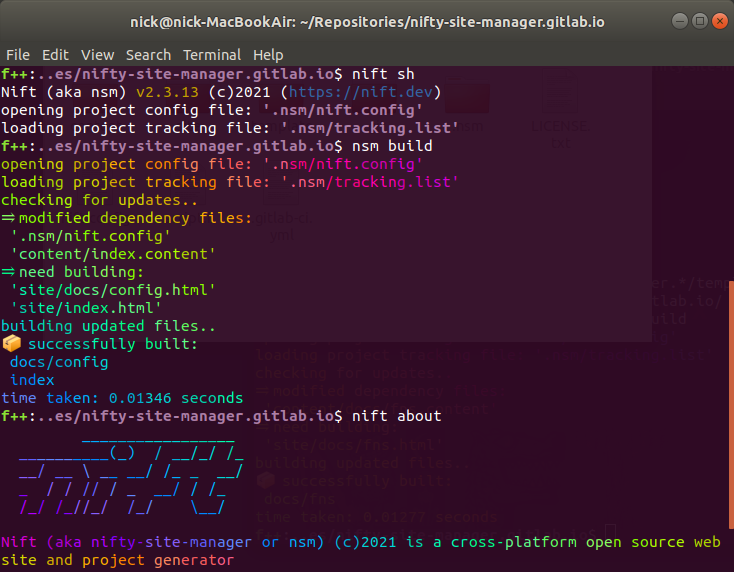 nick@nick-MacBookAir: ~/Repositories/nifty-site-manager.gitlab.io
File Edit View Search Terminal Help
f++:..es/nifty-site-manager.gitlab.io$ nift sh
Nift (aka nsm) v2.3.13 (c)2021 (https://nift.dev)
opening project config file: '.nsm/nift.config'
loading project tracking file: '.nsm/tracking.list'
f++:..es/nifty-site-manager.gitlab.io$ nsm build
opening project config file: '.nsm/nift.config'
loading project tracking file: '.nsm/tracking.list'
checking for updates..
⇒ modified dependency files:
'.nsm/nift.config'
'content/index.content'
⇒ need building:
'site/docs/config.html'
'site/index.html'
building updated files..
📦 successfully built:
docs/config
index
time taken: 0.01346 seconds
f++:..es/nifty-site-manager.gitlab.io$ nift about
Nift (aka nifty-site-manager or nsm) (c)2021 is a cross-platform open source web
site and project generator